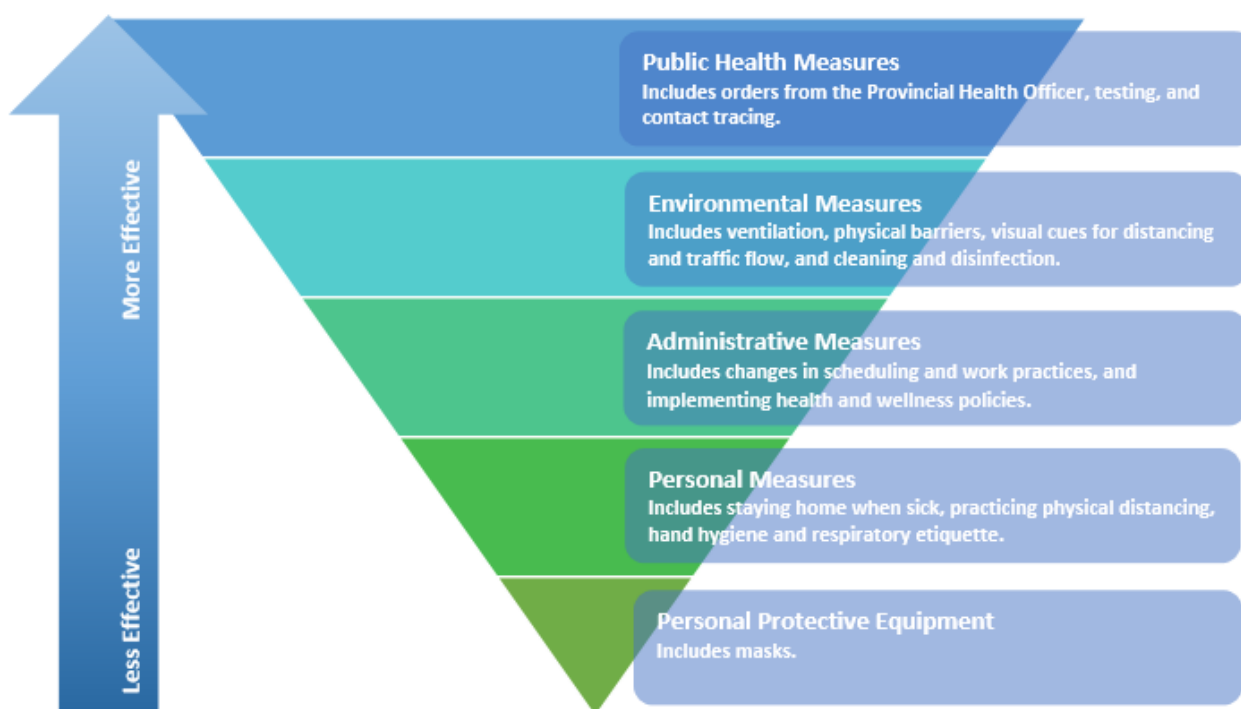 More Effective
Less Effective
Public Health Measures
Includes orders from the Provincial Health Officer, testing, and
contact tracing.
Environmental Measures
Includes ventilation, physical barriers, visual cues for distancing
and traffic flow, and cleaning and disinfection.
Administrative Measures
Includes changes in scheduling and work practices, and
implementing health and wellness policies.
Personal Measures
Includes staying home when sick, practicing physical distancing,
hand hygiene and respiratory etiquette.
Personal Protective Equipment
Includes masks.